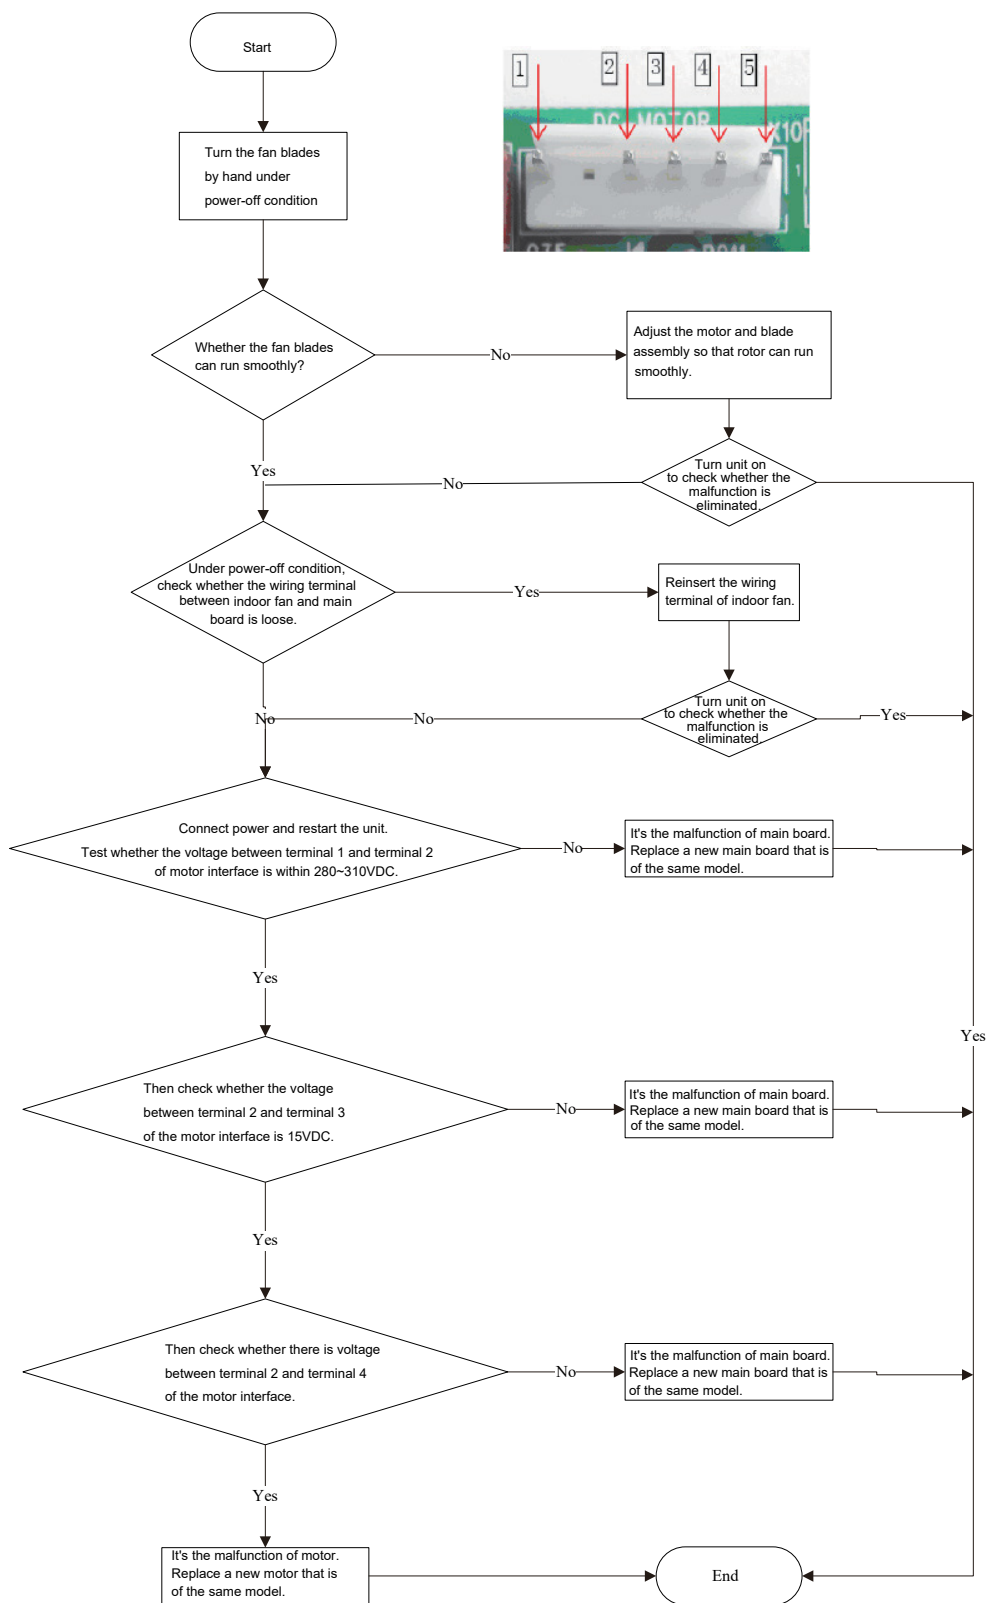 Start
1
2
3
4
5
DC-MOTOR
1
Turn the fan blades
by hand under
power-off condition
Whether the fan blades
can run smoothly?
No
Adjust the motor and blade
assembly so that rotor can run
smoothly.
Yes
Turn unit on
to check whether the
malfunction is
eliminated.
No
Under power-off condition,
check whether the wiring terminal
between indoor fan and main
board is loose.
Yes
Reinsert the wiring
terminal of indoor fan.
Turn unit on
to check whether the
malfunction is
eliminated.
No
No
Yes
Connect power and restart the unit.
Test whether the voltage between terminal 1 and terminal 2
of motor interface is within 280~310VDC.
No
It's the malfunction of main board.
Replace a new main board that is
of the same model.
Yes
Yes
Then check whether the voltage
between terminal 2 and terminal 3
of the motor interface is 15VDC.
No
It's the malfunction of main board.
Replace a new main board that is
of the same model.
Yes
Then check whether there is voltage
between terminal 2 and terminal 4
of the motor interface.
No
It's the malfunction of main board.
Replace a new main board that is
of the same model.
Yes
It's the malfunction of motor.
Replace a new motor that is
of the same model.
End